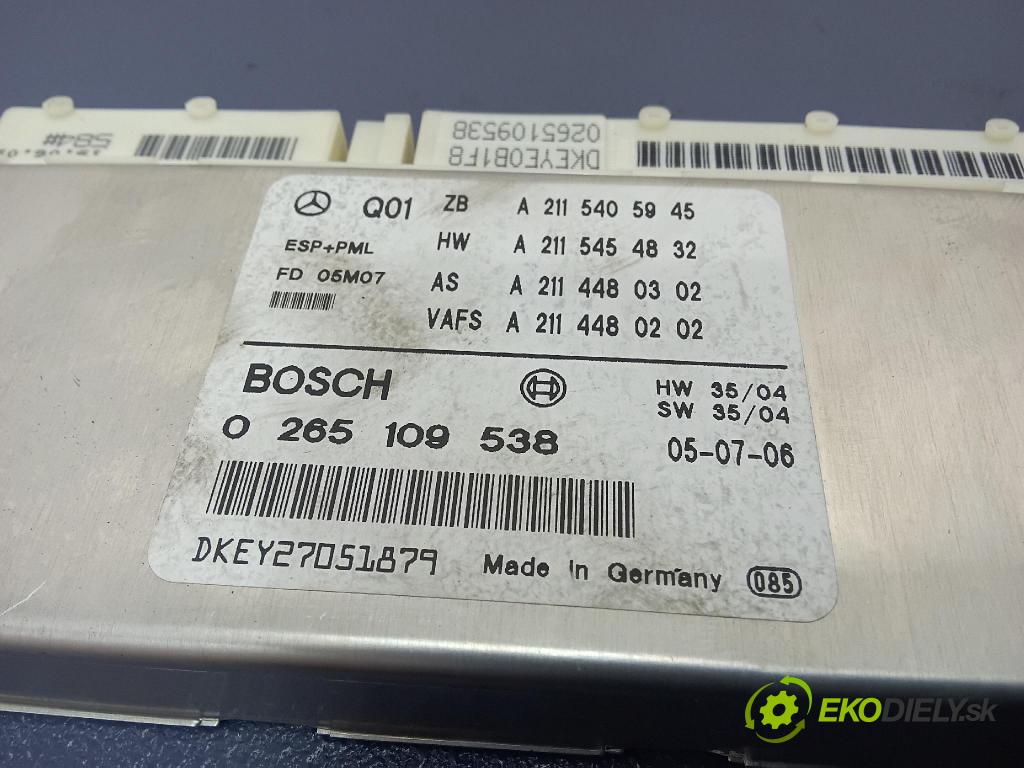 584##
DKEYE0B1F8
0265109538
Q01 ZB A 211 540 59 45
ESP+PML HW A 211 545 48 32
FD 05M07 AS A 211 448 03 02
VAFS A 211 448 02 02
BOSCH HW 35/04
SW 35/04
0 265 109 538 05-07-06
DKEY27051879 Made in Germany 085
EKODIELY.sk